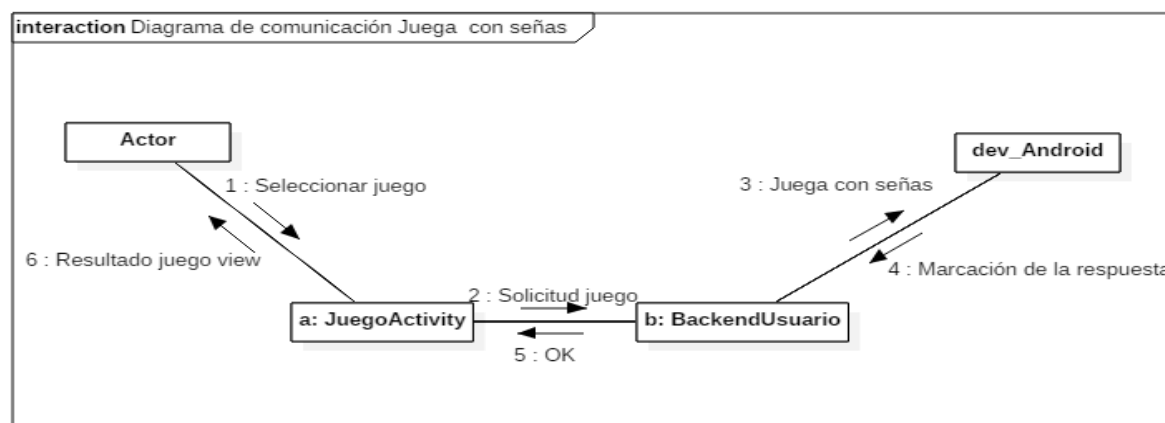 interaction Diagrama de comunicación Juega con señas
Actor
dev_Android
1 : Seleccionar juego
3 : Juega con señas
6 : Resultado juego view
4 : Marcación de la respuesta
2 : Solicitud juego
a: JuegoActivity
b: BackendUsuario
5 : OK